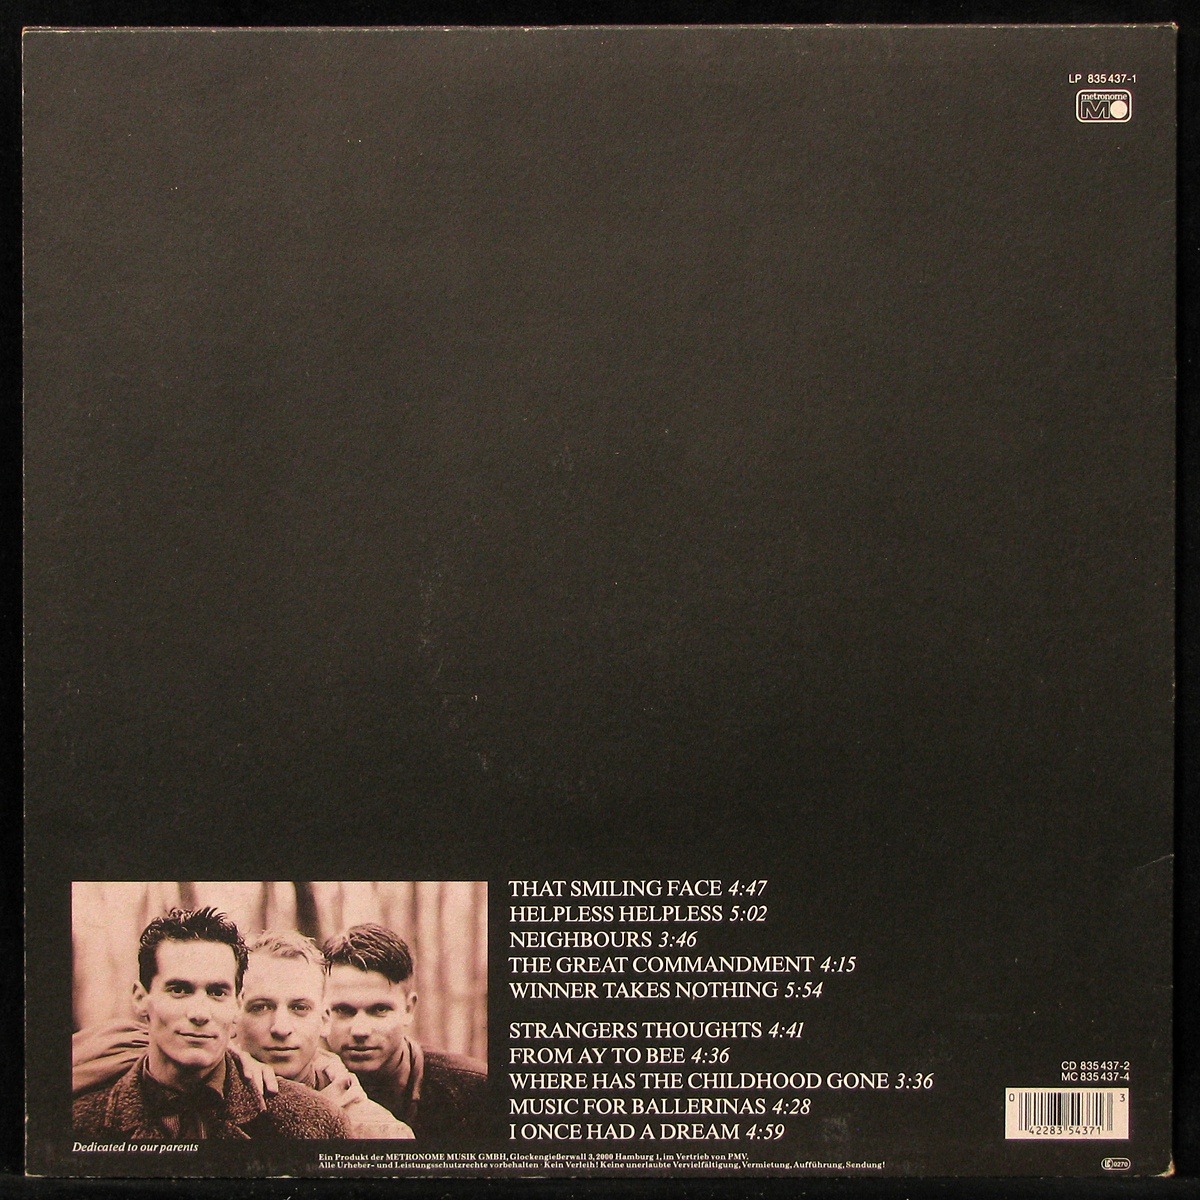 LP 835 437-1
metronome
THAT SMILING FACE 4:47
HELPLESS HELPLESS 5:02
NEIGHBOURS 3:46
THE GREAT COMMANDMENT 4:15
WINNER TAKES NOTHING 5:54
STRANGERS THOUGHTS 4:41
FROM AY TO BEE 4:36
WHERE HAS THE CHILDHOOD GONE 3:36
MUSIC FOR BALLERINAS 4:28
I ONCE HAD A DREAM 4:59
CD 835 437-2
MC 835 437-4
0 42283 54371 3
Dedicated to our parents
Ein Produkt der METRONOME MUSIK GMBH, Glockengießerwall 3, 2000 Hamburg 1, im Vertrieb von PMV.
Alle Urheber- und Leistungsschutzrechte vorbehalten · Kein Verleih! Keine unerlaubte Vervielfältigung, Vermietung, Aufführung, Sendung!
LC 0270